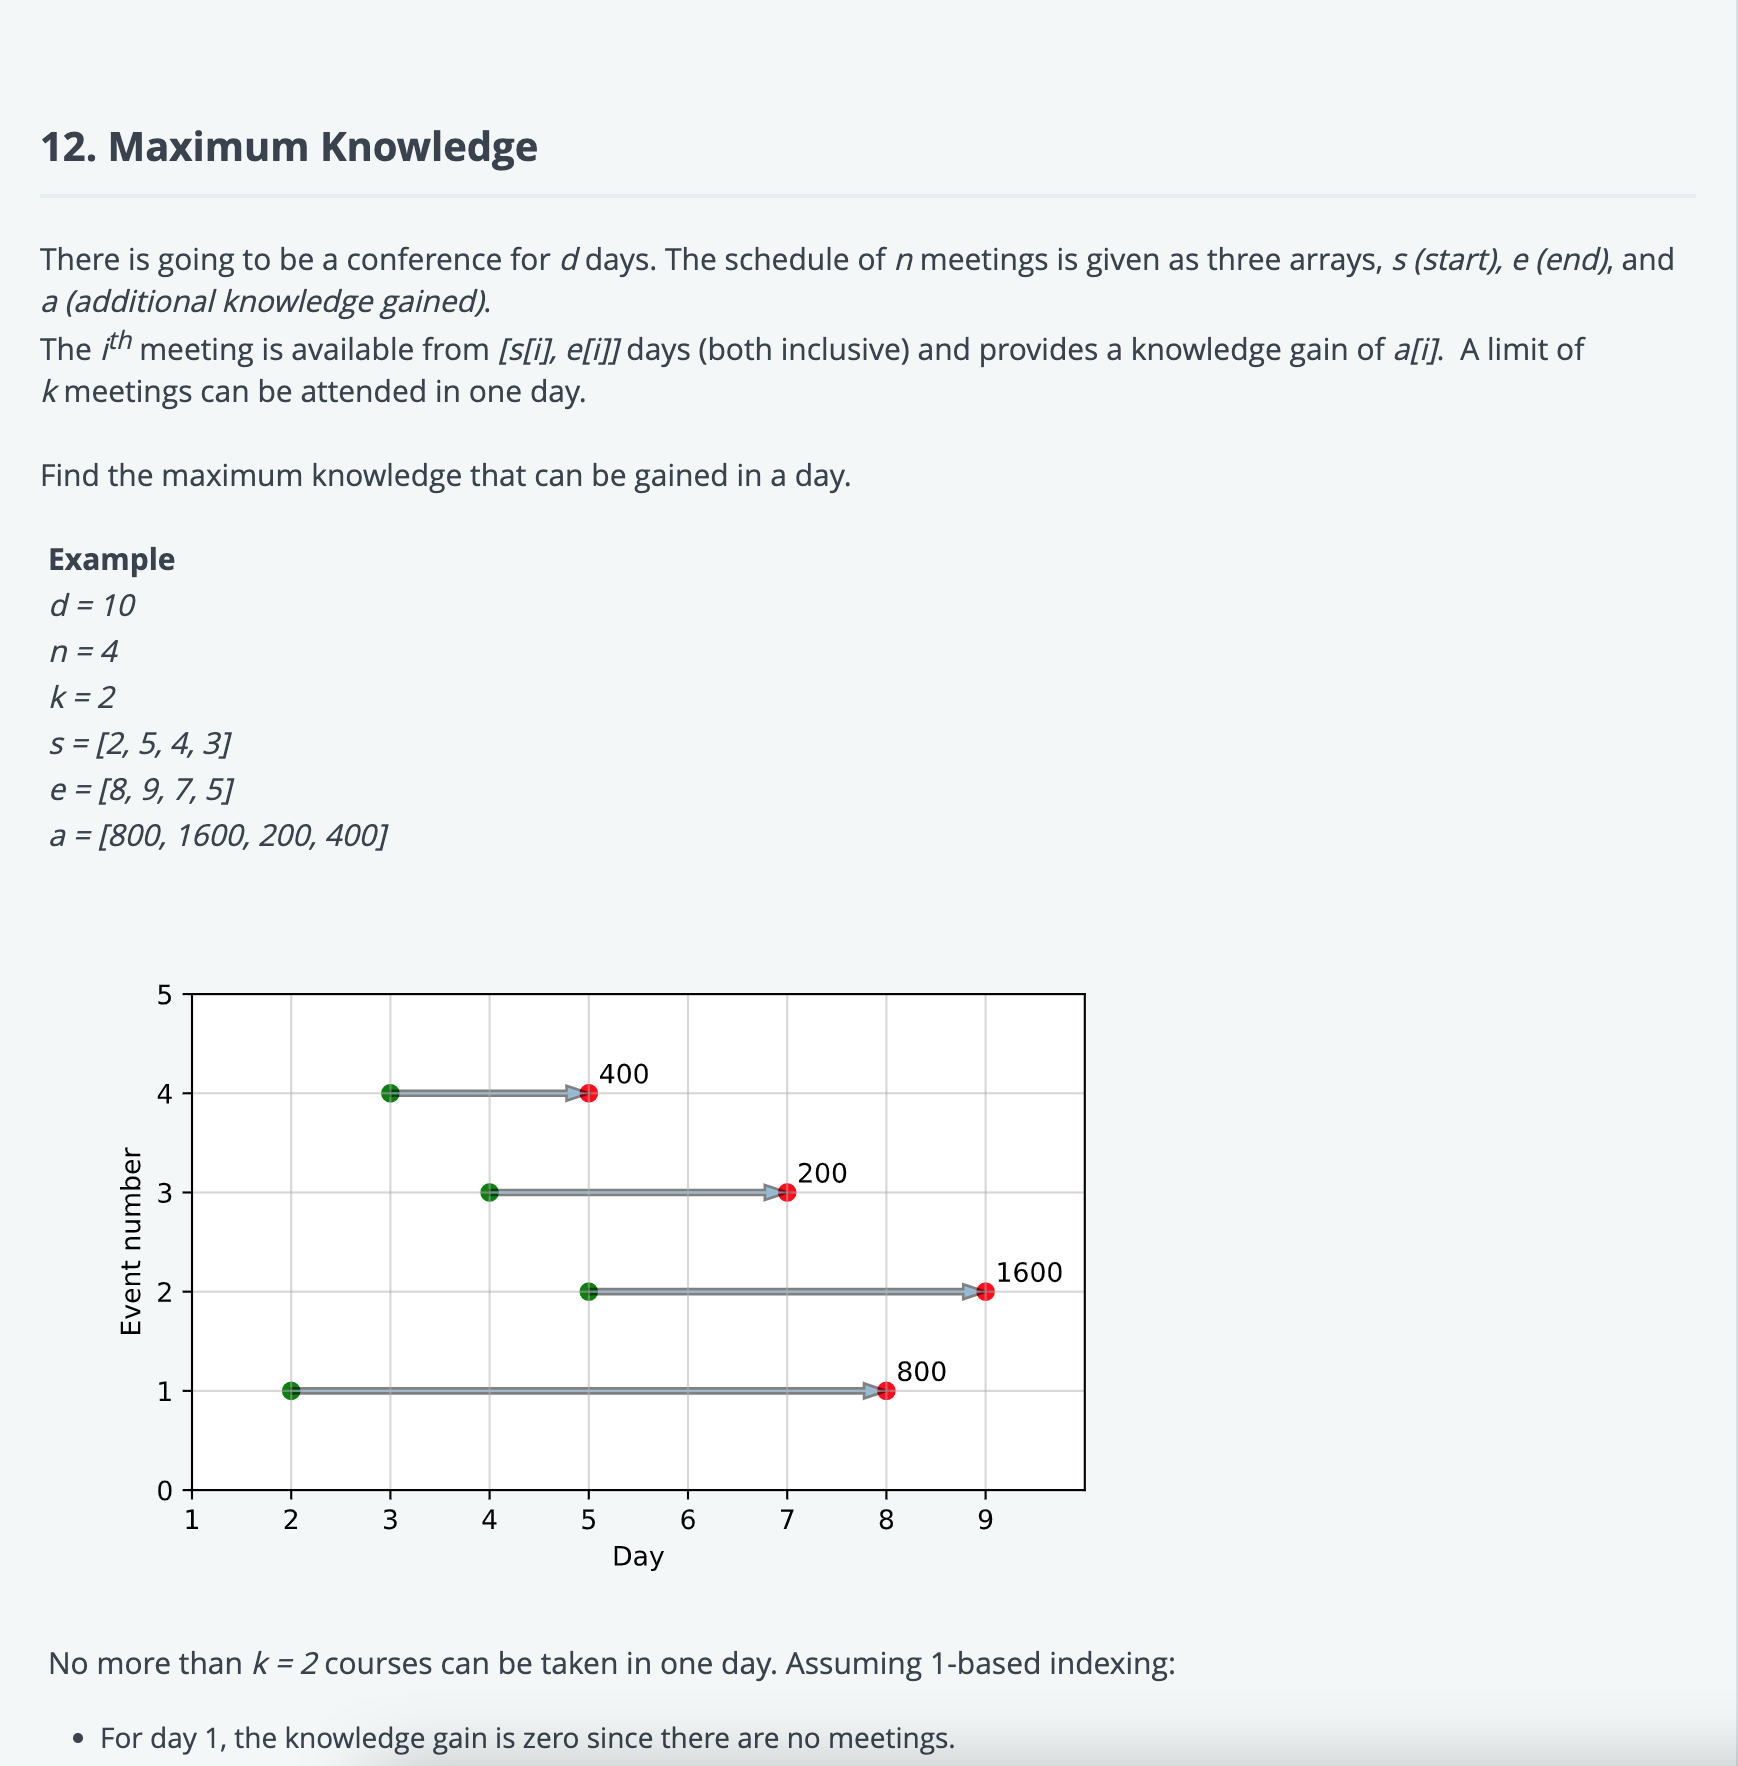 12. Maximum Knowledge
There is going to be a conference for d days. The schedule of n meetings is given as three arrays, s (start), e (end), and
a (additional knowledge gained).
The ith meeting is available from [s[i], e[i]] days (both inclusive) and provides a knowledge gain of a[i].  A limit of
k meetings can be attended in one day.
Find the maximum knowledge that can be gained in a day.
Example
d = 10
n = 4
k = 2
s = [2, 5, 4, 3]
e = [8, 9, 7, 5]
a = [800, 1600, 200, 400]
5
400
4
200
3
1600
2
800
1
0
Event number
1 2 3 4 5 6 7 8 9
Day
No more than k = 2 courses can be taken in one day. Assuming 1-based indexing:
• For day 1, the knowledge gain is zero since there are no meetings.